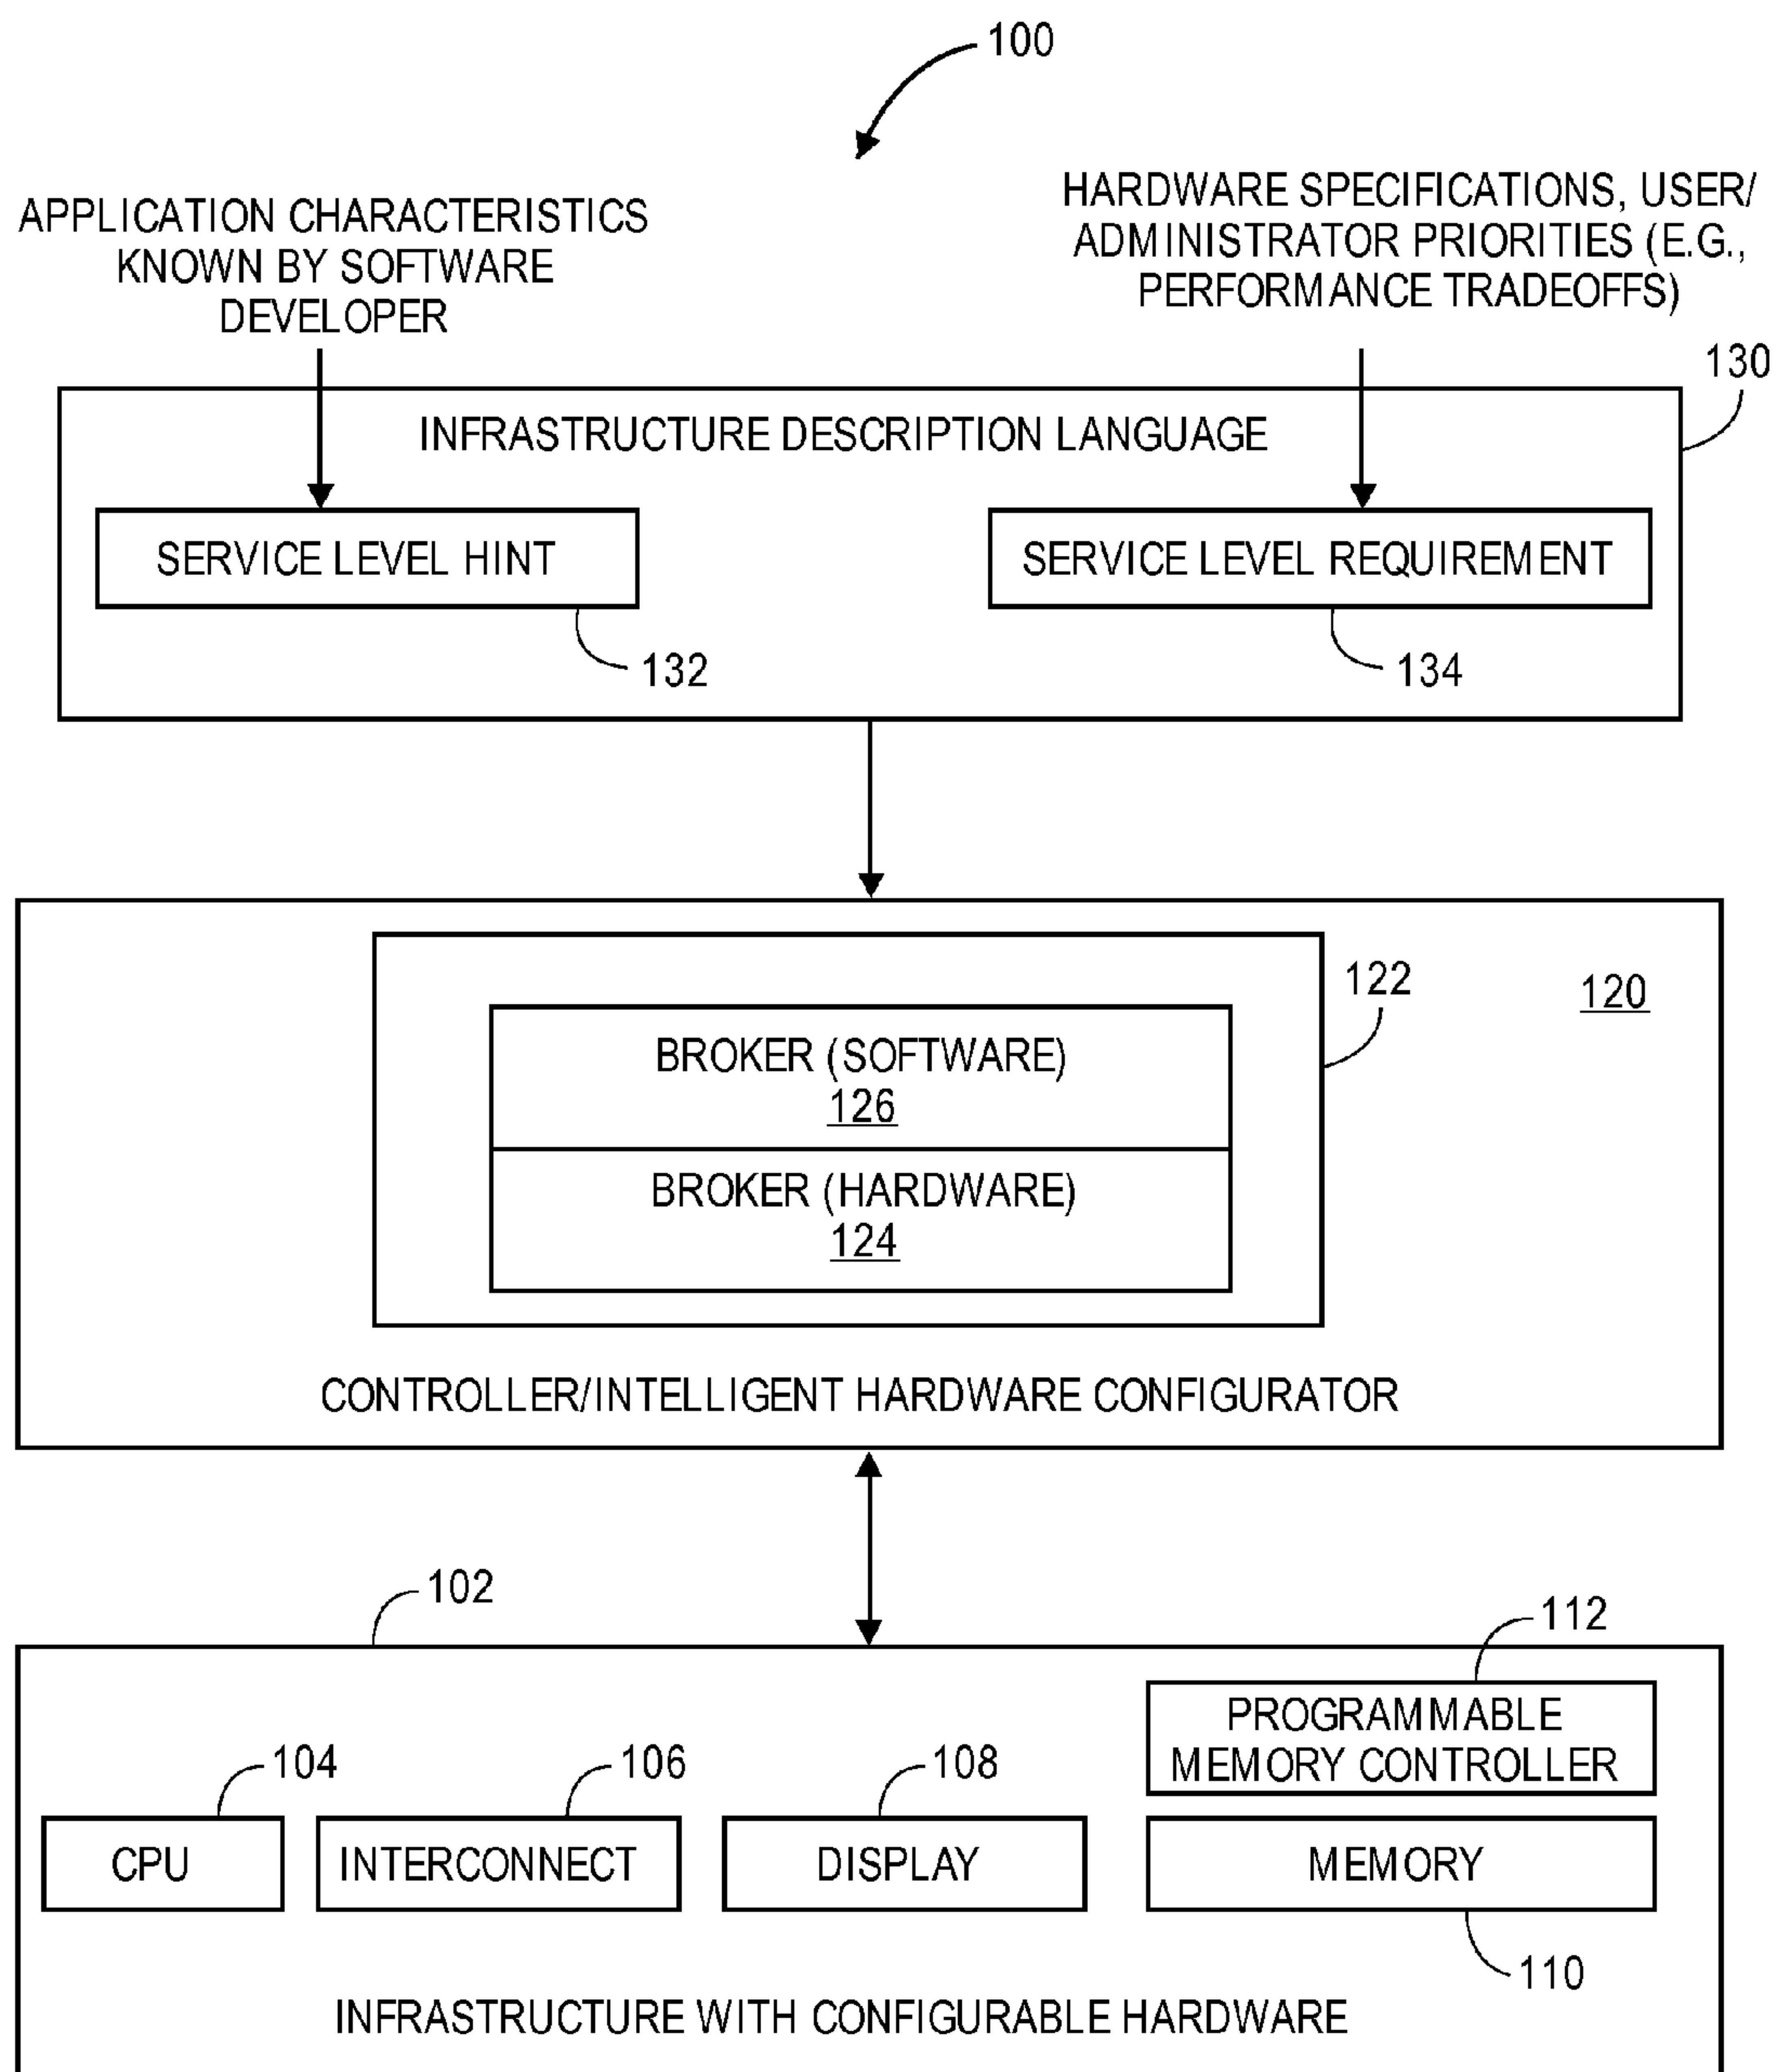 100
APPLICATION CHARACTERISTICS
KNOWN BY SOFTWARE
DEVELOPER
HARDWARE SPECIFICATIONS, USER/
ADMINISTRATOR PRIORITIES (E.G.,
PERFORMANCE TRADEOFFS)
130
INFRASTRUCTURE DESCRIPTION LANGUAGE
SERVICE LEVEL HINT
SERVICE LEVEL REQUIREMENT
132
134
122
120
BROKER (SOFTWARE)
126
BROKER (HARDWARE)
124
CONTROLLER/INTELLIGENT HARDWARE CONFIGURATOR
102
112
PROGRAMMABLE
MEMORY CONTROLLER
104
106
108
CPU
INTERCONNECT
DISPLAY
MEMORY
110
INFRASTRUCTURE WITH CONFIGURABLE HARDWARE